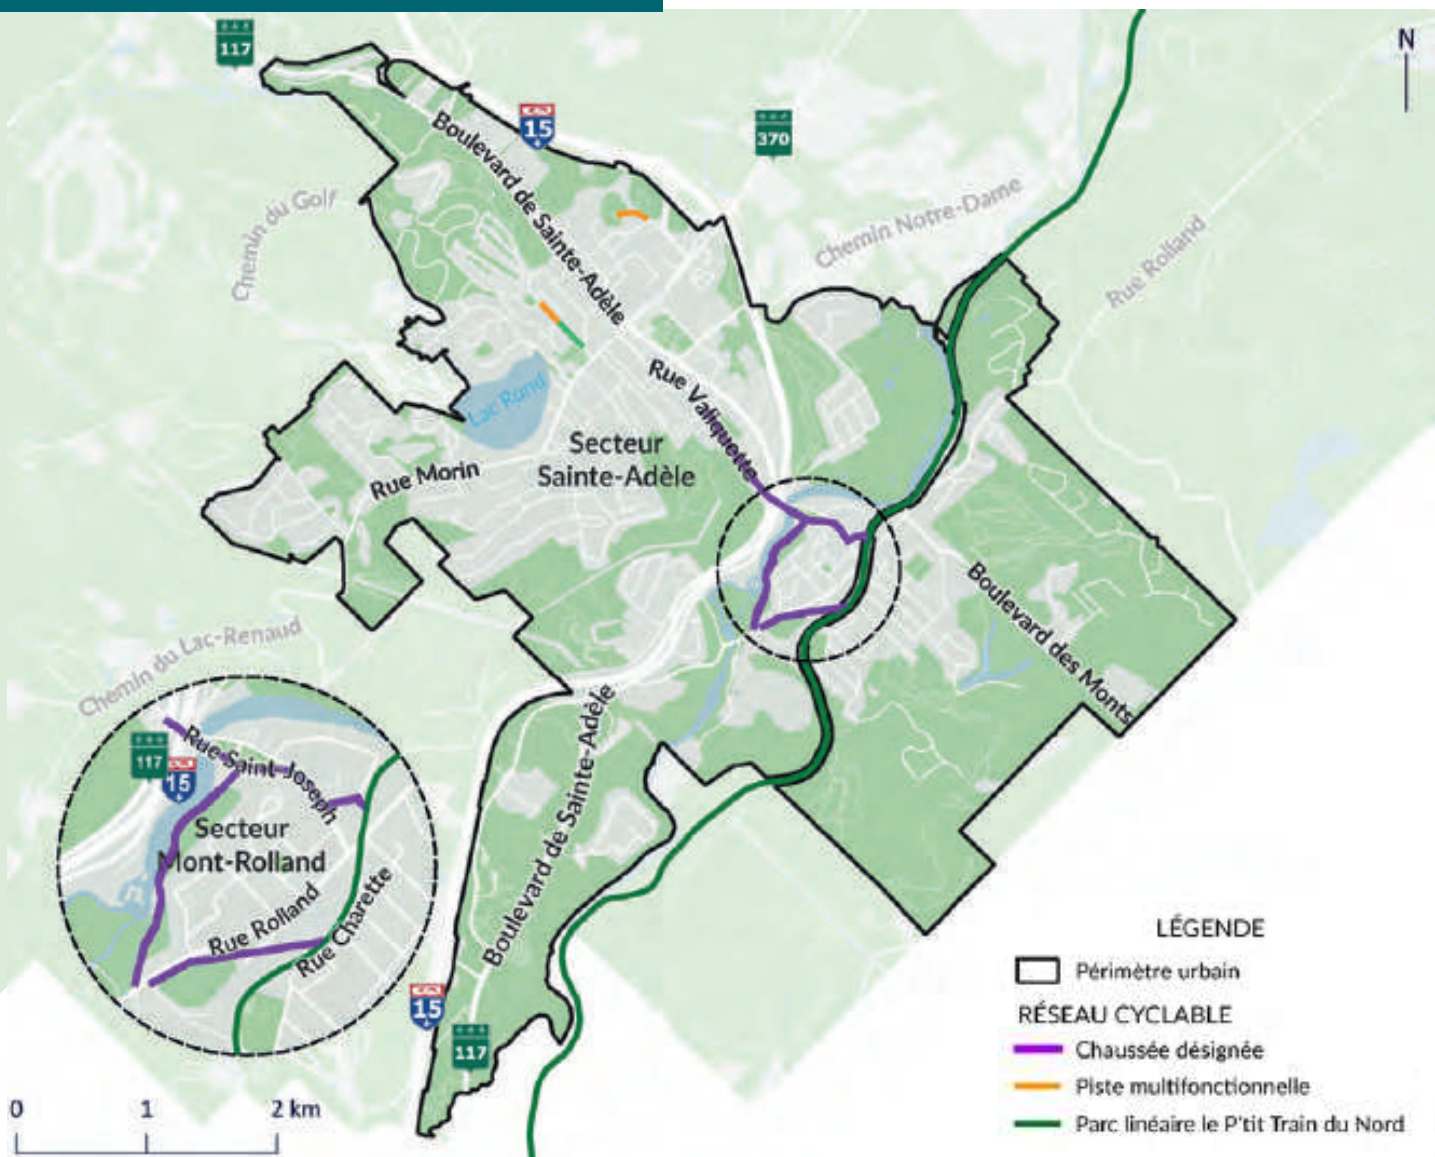 117
15
370
N
Boulevard de Sainte-Adèle
Chemin du Golf
Chemin Notre-Dame
Rue Rolland
Lac Rond
Rue Valiquette
Secteur
Sainte-Adèle
Rue Morin
Boulevard des Monts
Chemin du Lac-Renaud
Boulevard de Sainte-Adèle
Rue Saint-Joseph
117
15
Secteur
Mont-Rolland
Rue Rolland
Rue Charette
15
117
0 1 2 km
LÉGENDE
Périmètre urbain
RÉSEAU CYCLABLE
Chaussée désignée
Piste multifonctionnelle
Parc linéaire le P'tit Train du Nord